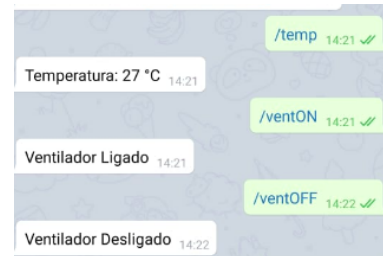 /temp 14:21
Temperatura: 27 °C 14:21
/ventON 14:21
Ventilador Ligado 14:21
/ventOFF 14:22
Ventilador Desligado 14:22